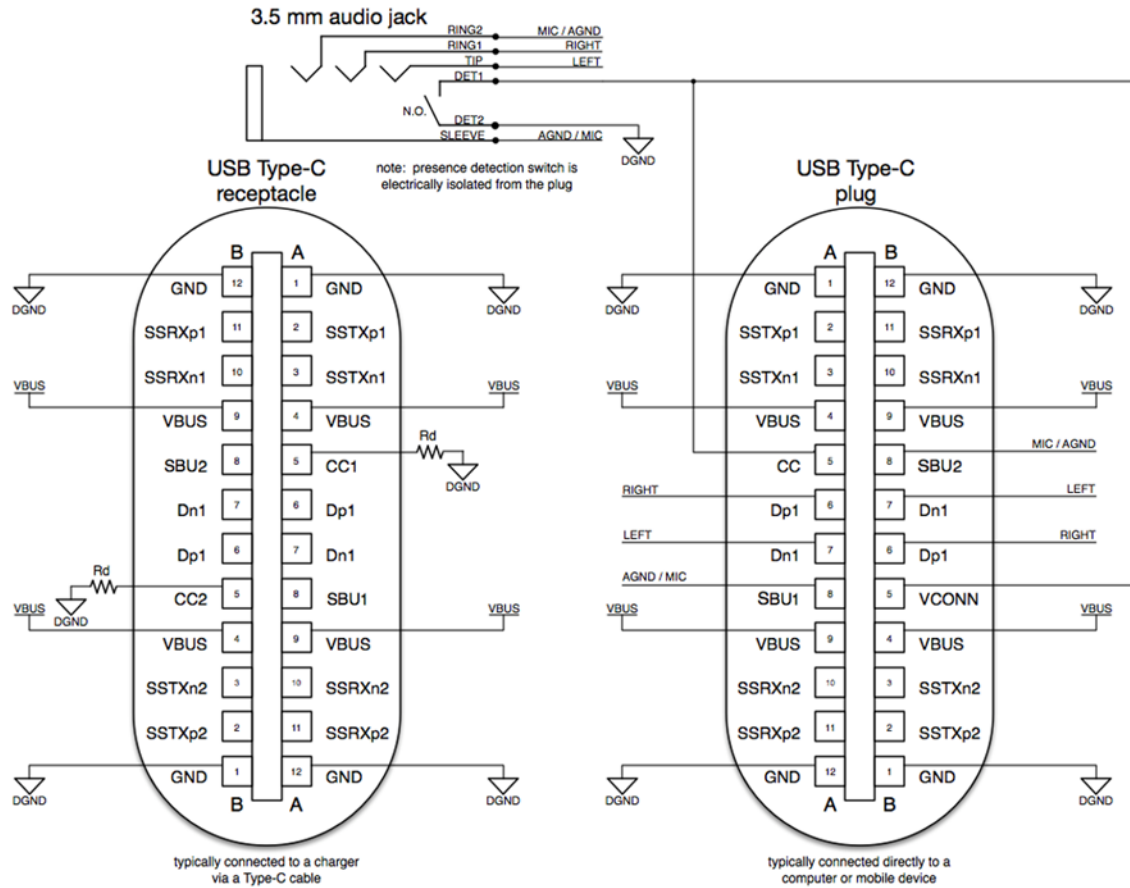 3.5 mm audio jack
RING2
MIC / AGND
RING1
RIGHT
TIP
LEFT
DET1
N.O.
DET2
SLEEVE
AGND / MIC
DGND
note: presence detection switch is
electrically isolated from the plug
USB Type-C
receptacle
B A
12 1
GND GND
DGND DGND
11 2
SSRXp1 SSTXp1
10 3
SSRXn1 SSTXn1
VBUS VBUS
9 4
VBUS VBUS
Rd
8 5
SBU2 CC1
DGND
7 6
Dn1 Dp1
6 7
Dp1 Dn1
Rd
5 8
CC2 SBU1
DGND
VBUS VBUS
4 9
VBUS VBUS
3 10
SSTXn2 SSRXn2
2 11
SSTXp2 SSRXp2
1 12
GND GND
DGND DGND
B A
typically connected to a charger
via a Type-C cable
USB Type-C
plug
A B
1 12
GND GND
DGND DGND
2 11
SSTXp1 SSRXp1
3 10
SSTXn1 SSRXn1
VBUS VBUS
4 9
VBUS VBUS
MIC / AGND
5 8
CC SBU2
RIGHT LEFT
6 7
Dp1 Dn1
LEFT RIGHT
7 6
Dn1 Dp1
AGND / MIC
8 5
SBU1 VCONN
VBUS VBUS
9 4
VBUS VBUS
10 3
SSRXn2 SSTXn2
11 2
SSRXp2 SSTXp2
12 1
GND GND
DGND DGND
A B
typically connected directly to a
computer or mobile device